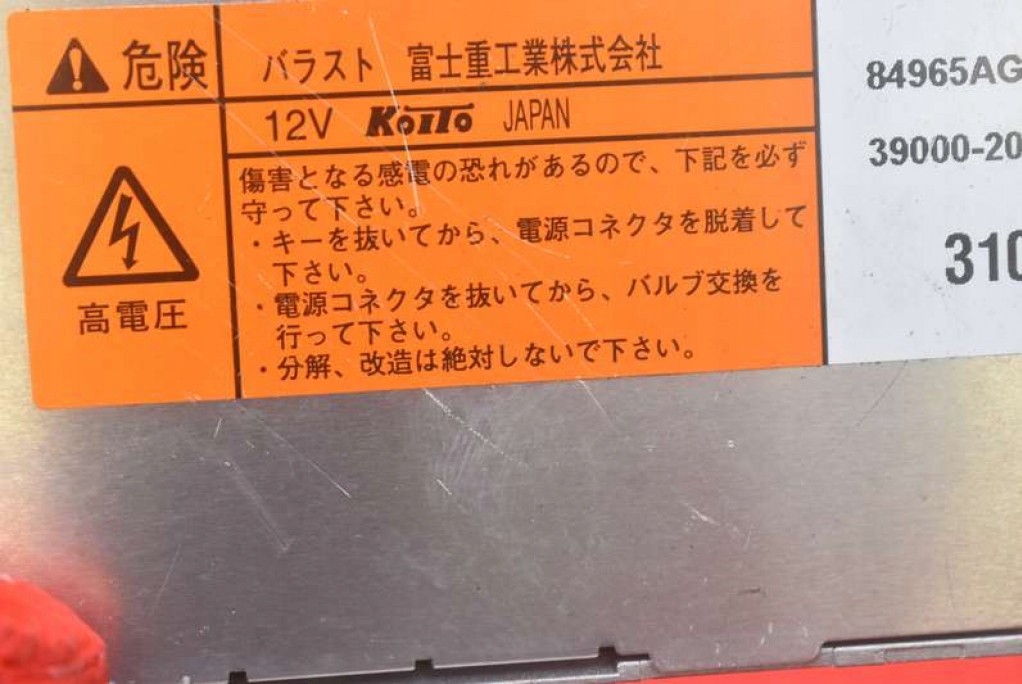 危険
バラスト 富士重工業株式会社
12V KOITO JAPAN
高電圧
傷害となる感電の恐れがあるので、下記を必ず
守って下さい。
・キーを抜いてから、電源コネクタを脱着して
下さい。
・電源コネクタを抜いてから、バルブ交換を
行って下さい。
・分解、改造は絶対しないで下さい。
84965AG
39000-20
310